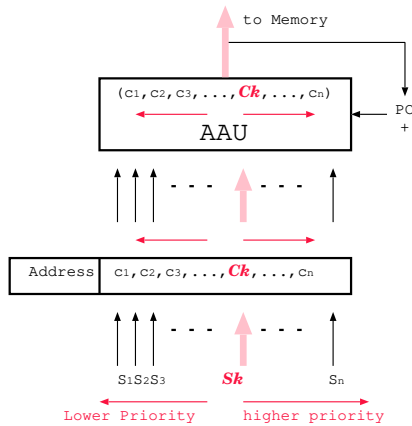 to Memory
(c1,c2,c3,...,Ck,...,cn)
PC
+
AAU
- - - - - -
Address c1,c2,c3,...,Ck,...,cn
- - - - - -
S1S2S3 Sk Sn
Lower Priority higher priority